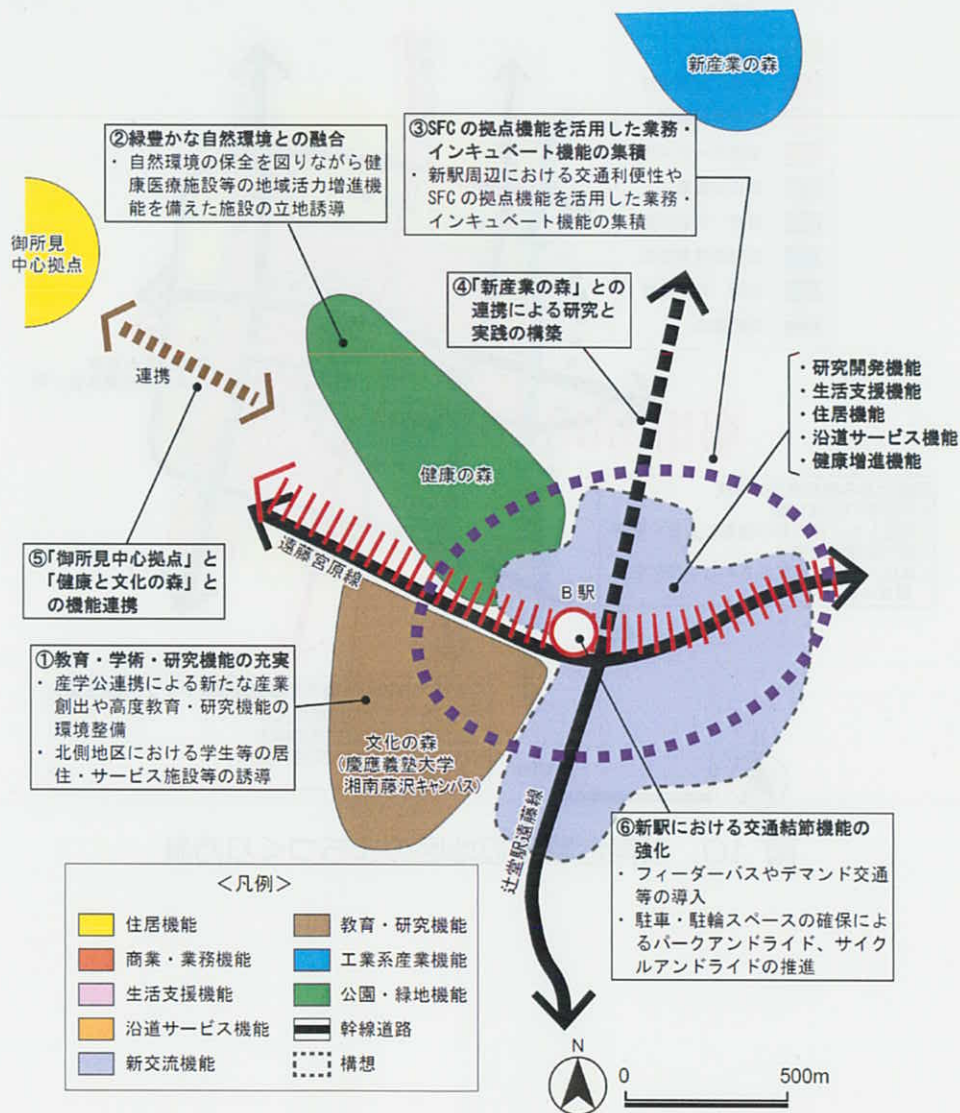 新産業の森
②緑豊かな自然環境との融合
・ 自然環境の保全を図りながら健
康医療施設等の地域活力増進機
能を備えた施設の立地誘導
③SFCの拠点機能を活用した業務・
インキュベート機能の集積
・ 新駅周辺における交通利便性や
SFCの拠点機能を活用した業務・
インキュベート機能の集積
御所見
中心拠点
④「新産業の森」との
連携による研究と
実践の構築
連携
・研究開発機能
・生活支援機能
・住居機能
・沿道サービス機能
・健康増進機能
健康の森
⑤「御所見中心拠点」と
「健康と文化の森」と
の機能連携
遠藤宮原線
B駅
①教育・学術・研究機能の充実
・ 産学公連携による新たな産業
創出や高度教育・研究機能の
環境整備
・ 北側地区における学生等の居
住・サービス施設等の誘導
文化の森
(慶應義塾大学
湘南藤沢キャンパス)
辻堂駅遠藤線
⑥新駅における交通結節機能の
強化
・ フィーダーバスやデマンド交通
等の導入
・ 駐車・駐輪スペースの確保によ
るパークアンドライド、サイク
ルアンドライドの推進
＜凡例＞
住居機能
商業・業務機能
生活支援機能
沿道サービス機能
新交流機能
教育・研究機能
工業系産業機能
公園・緑地機能
幹線道路
構想
N
0 500m